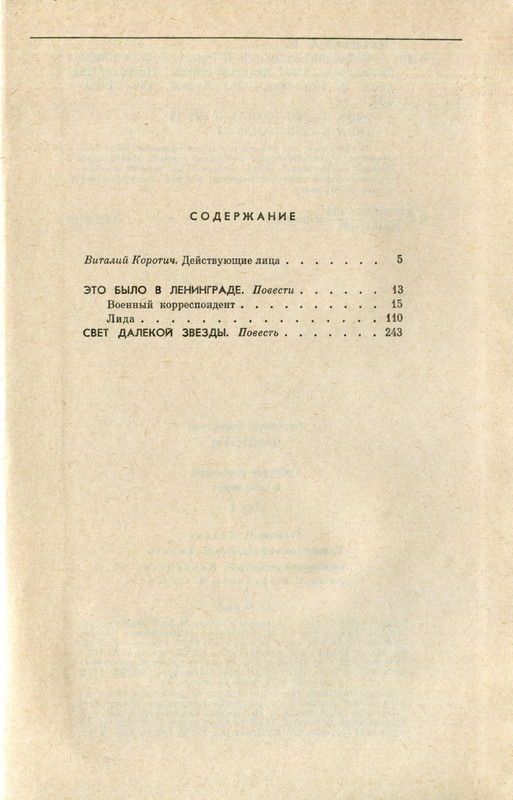 СОДЕРЖАНИЕ
Виталий Коротич. Действующие лица . . . . . . . 5
ЭТО БЫЛО В ЛЕНИНГРАДЕ. Повести . . . . . . 13
Военный корреспондент . . . . . . . . . . 15
Лида . . . . . . . . . . . . . . . . 110
СВЕТ ДАЛЕКОЙ ЗВЕЗДЫ. Повесть . . . . . . . 243